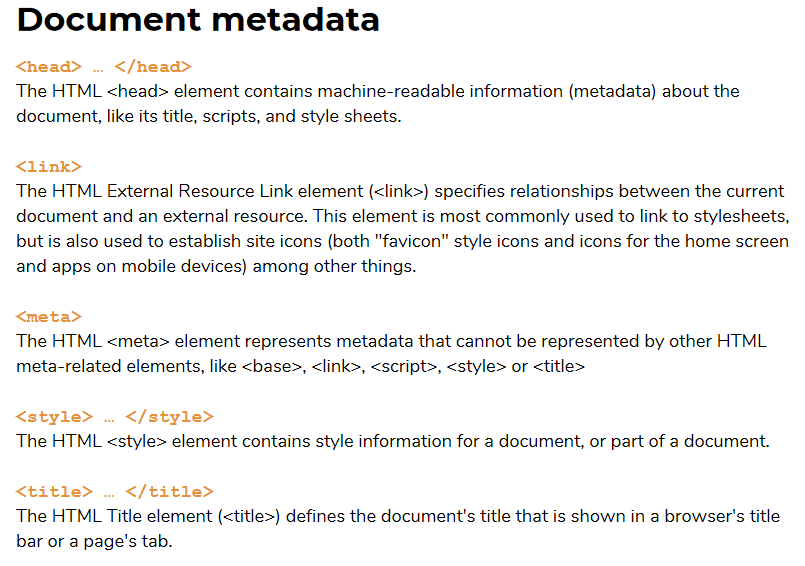 Document metadata
<head> … </head>
The HTML <head> element contains machine-readable information (metadata) about the
document, like its title, scripts, and style sheets.
<link>
The HTML External Resource Link element (<link>) specifies relationships between the current
document and an external resource. This element is most commonly used to link to stylesheets,
but is also used to establish site icons (both "favicon" style icons and icons for the home screen
and apps on mobile devices) among other things.
<meta>
The HTML <meta> element represents metadata that cannot be represented by other HTML
meta-related elements, like <base>, <link>, <script>, <style> or <title>
<style> … </style>
The HTML <style> element contains style information for a document, or part of a document.
<title> … </title>
The HTML Title element (<title>) defines the document's title that is shown in a browser's title
bar or a page's tab.